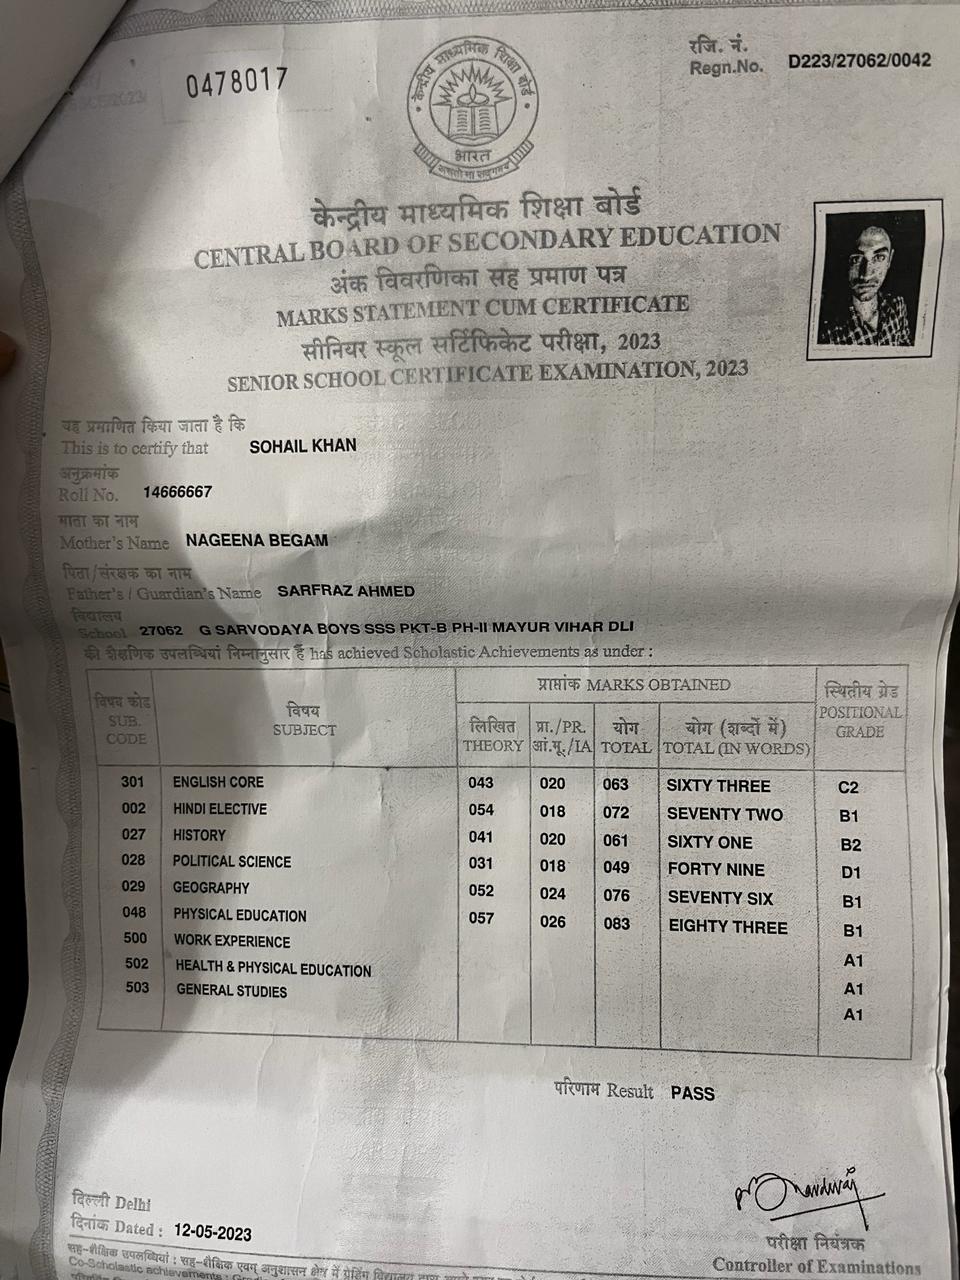 0478017
रजि. नं.
Regn.No. D223/27062/0042
केन्द्रीय माध्यमिक शिक्षा बोर्ड
भारत
केन्द्रीय माध्यमिक शिक्षा बोर्ड
CENTRAL BOARD OF SECONDARY EDUCATION
अंक विवरणिका सह प्रमाण पत्र
MARKS STATEMENT CUM CERTIFICATE
सीनियर स्कूल सर्टिफिकेट परीक्षा, 2023
SENIOR SCHOOL CERTIFICATE EXAMINATION, 2023
यह प्रमाणित किया जाता है कि
This is to certify that SOHAIL KHAN
अनुक्रमांक
Roll No. 14666667
माता का नाम
Mother's Name NAGEENA BEGAM
पिता/संरक्षक का नाम
Father's / Guardian's Name SARFRAZ AHMED
विद्यालय
School 27062 G SARVODAYA BOYS SSS PKT-B PH-II MAYUR VIHAR DLI
की शैक्षणिक उपलब्धियां निम्नानुसार हैं has achieved Scholastic Achievements as under :
विषय कोड SUB. CODE विषय SUBJECT प्राप्तांक MARKS OBTAINED स्थितीय ग्रेड POSITIONAL GRADE
लिखित THEORY प्रा./PR. आं.मू./IA योग TOTAL योग (शब्दों में) TOTAL (IN WORDS)
301 ENGLISH CORE 043 020 063 SIXTY THREE C2
002 HINDI ELECTIVE 054 018 072 SEVENTY TWO B1
027 HISTORY 041 020 061 SIXTY ONE B2
028 POLITICAL SCIENCE 031 018 049 FORTY NINE D1
029 GEOGRAPHY 052 024 076 SEVENTY SIX B1
048 PHYSICAL EDUCATION 057 026 083 EIGHTY THREE B1
500 WORK EXPERIENCE A1
502 HEALTH & PHYSICAL EDUCATION A1
503 GENERAL STUDIES A1
परिणाम Result PASS
दिल्ली Delhi
दिनांक Dated : 12-05-2023
परीक्षा नियंत्रक
Controller of Examinations
सह-शैक्षिक उपलब्धियां : सह-शैक्षिक एवम् अनुशासन क्षेत्र में ग्रेडिंग विद्यालय द्वारा
Co-Scholastic achievements :